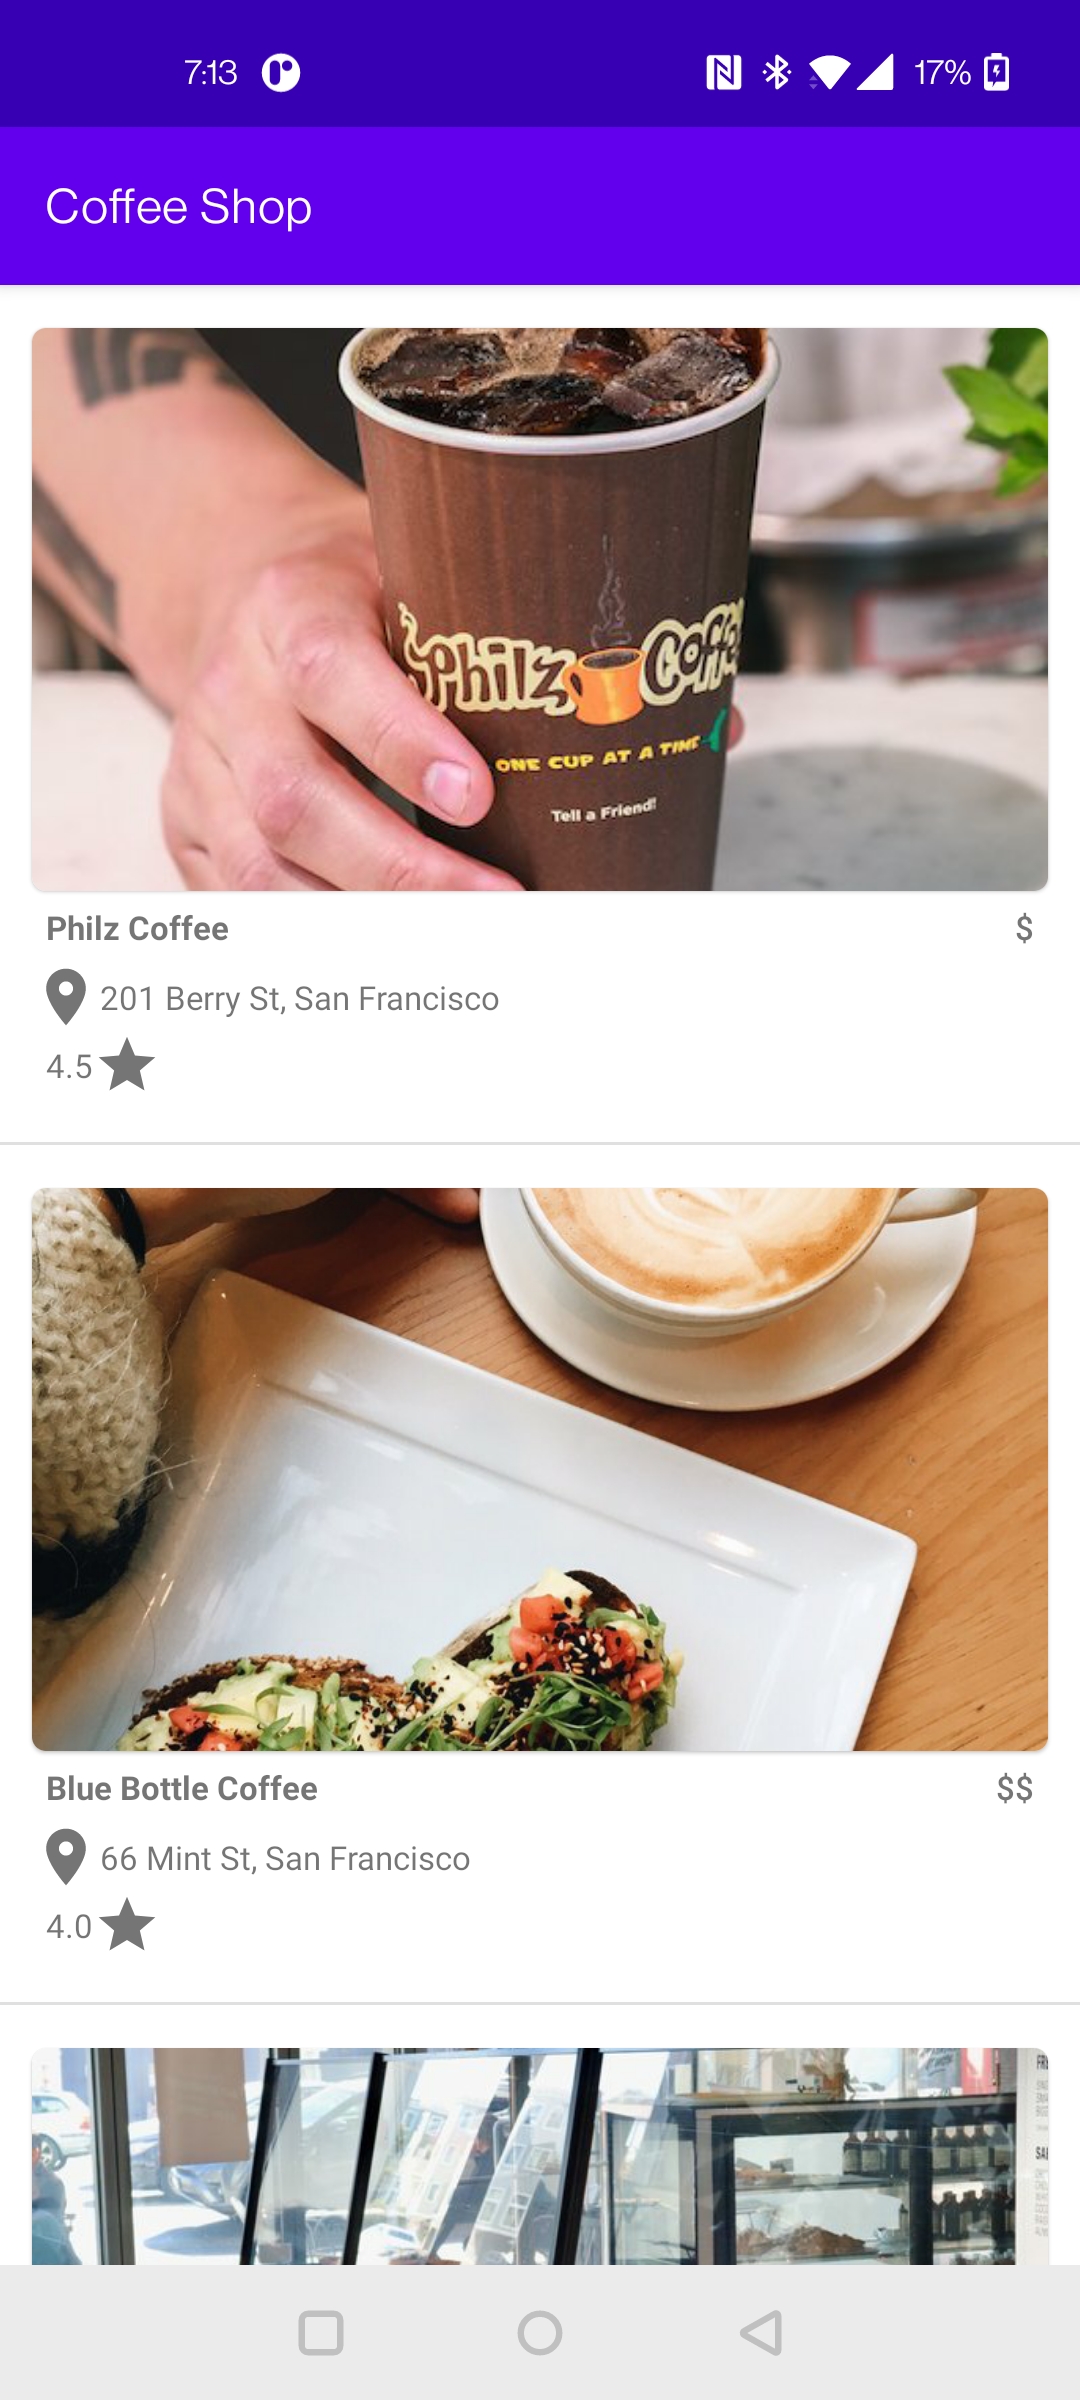 7:13 17%
Coffee Shop
Philz Coffe
ONE CUP AT A TIME
Tell a Friend!
Philz Coffee $
201 Berry St, San Francisco
4.5
Blue Bottle Coffee $$
66 Mint St, San Francisco
4.0